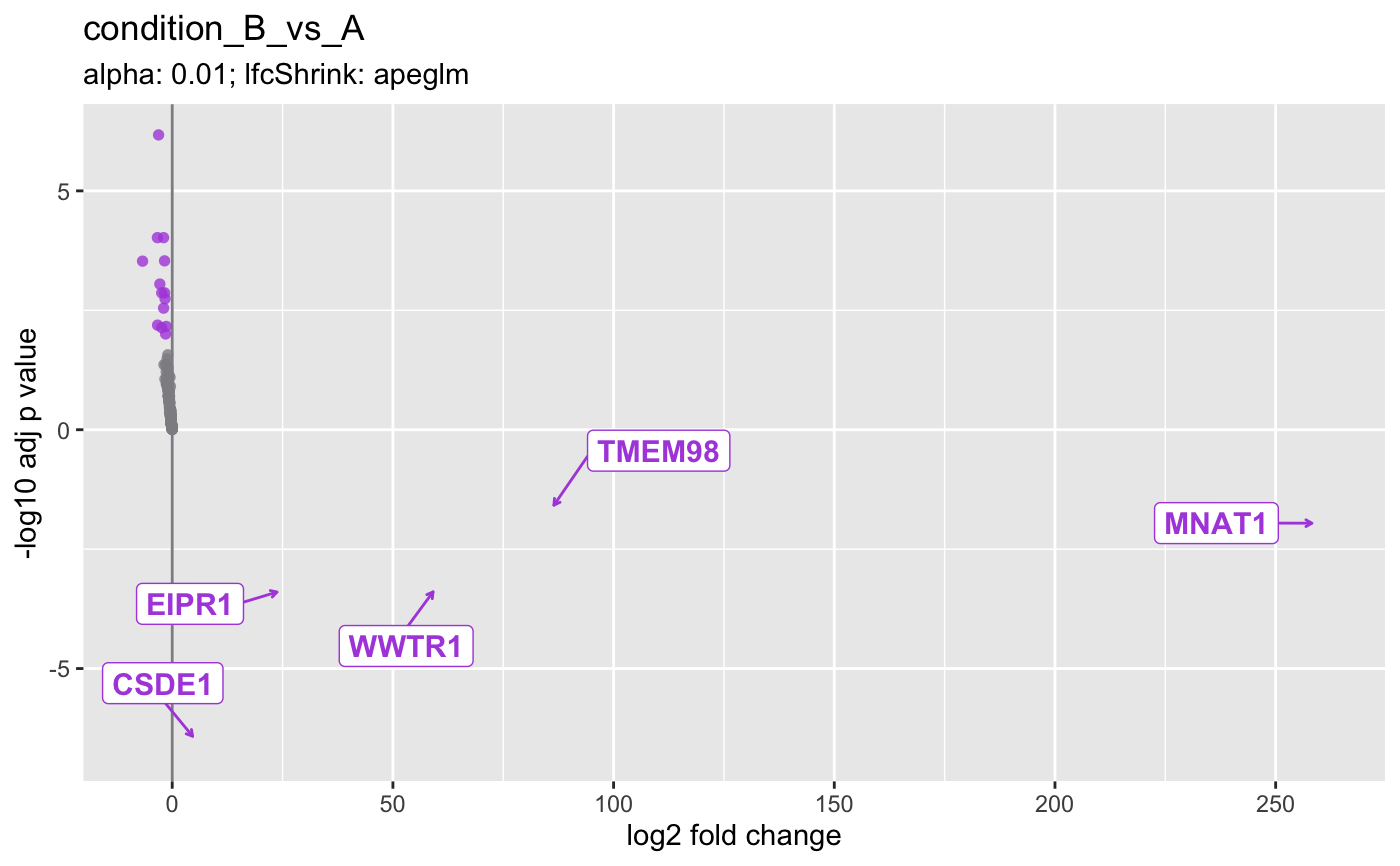 condition_B_vs_A
alpha: 0.01; lfcShrink: apeglm
-log10 adj p value
5
0
-5
TMEM98
MNAT1
EIPR1
WWTR1
CSDE1
0
50
100
150
200
250
log2 fold change